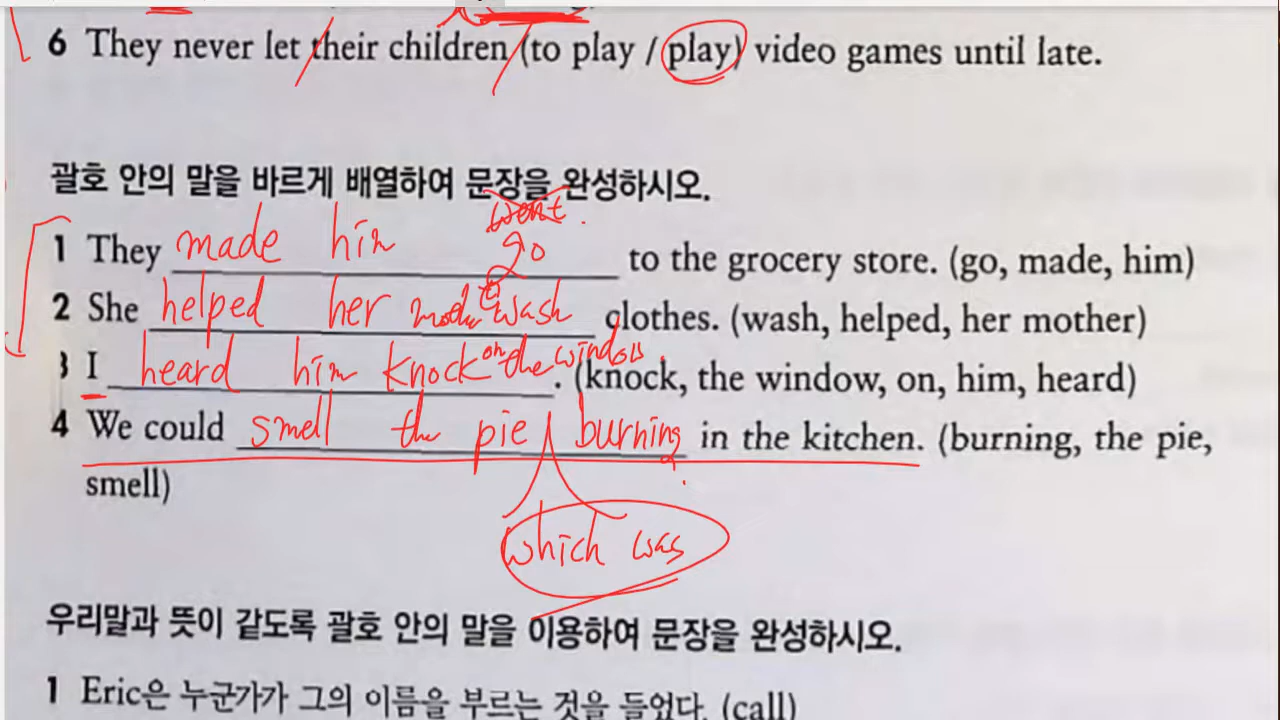 6 They never let their children (to play / play) video games until late.
괄호 안의 말을 바르게 배열하여 문장을 완성하시오.
went
1 They made him go to the grocery store. (go, made, him)
2 She helped her mother to wash clothes. (wash, helped, her mother)
3 I heard him knock on the window. (knock, the window, on, him, heard)
4 We could smell the pie burning in the kitchen. (burning, the pie,
smell)
which was
우리말과 뜻이 같도록 괄호 안의 말을 이용하여 문장을 완성하시오.
1 Eric은 누군가가 그의 이름을 부르는 것을 들었다. (call)